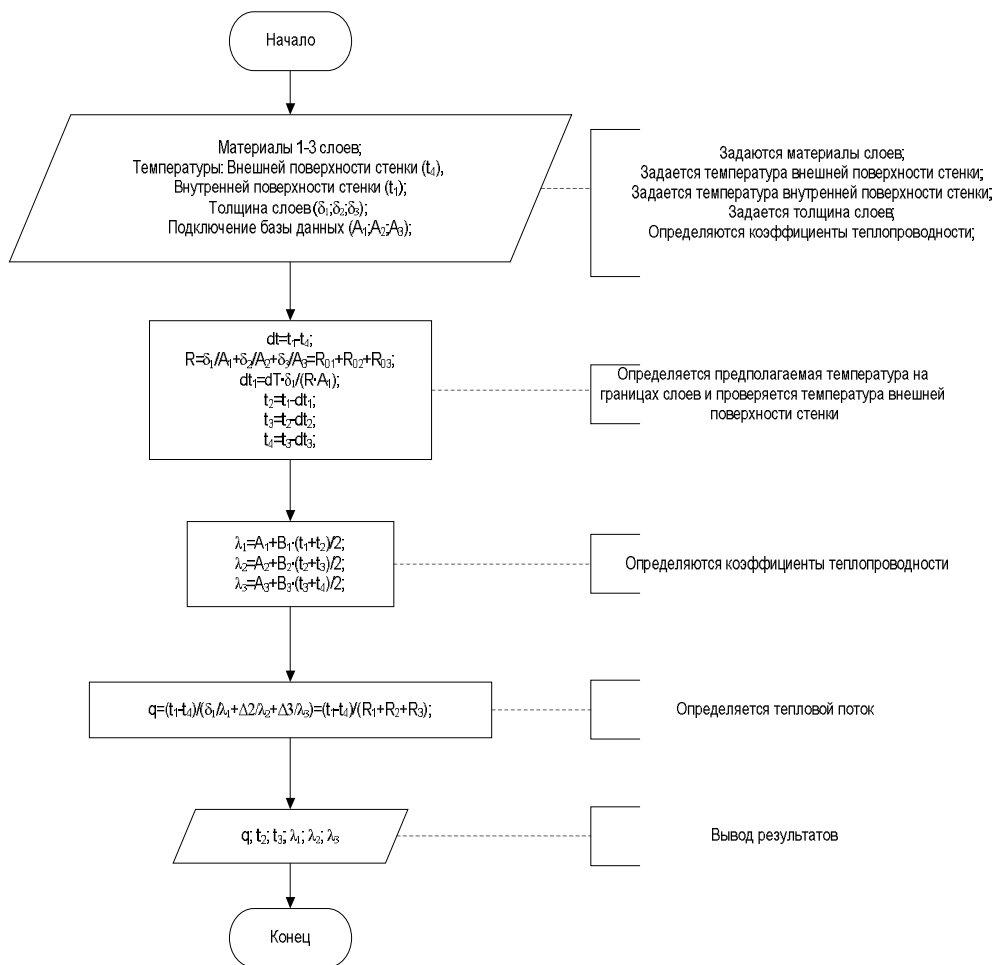 Начало
Материалы 1-3 слоев;
Температуры: Внешней поверхности стенки (t₄),
Внутренней поверхности стенки (t₁);
Толщина слоев(δ₁;δ₂;δ₃);
Подключение базы данных (A₁;A₂;A₃);
Задаются материалы слоев;
Задается температура внешней поверхности стенки;
Задается температура внутренней поверхности стенки;
Задается толщина слоев;
Определяются коэффициенты теплопроводности;
dt=t₁-t₄;
R=δ₁/A₁+δ₂/A₂+δ₃/A₃=R₀₁+R₀₂+R₀₃;
dt₁=dT·δ₁/(R·A₁);
t₂=t₁-dt₁;
t₃=t₂-dt₂;
t₄=t₃-dt₃;
Определяется предполагаемая температура на
границах слоев и проверяется температура внешней
поверхности стенки
λ₁=A₁+B₁·(t₁+t₂)/2;
λ₂=A₂+B₂·(t₂+t₃)/2;
λ₃=A₃+B₃·(t₃+t₄)/2;
Определяются коэффициенты теплопроводности
q=(t₁-t₄)/(δ₁/λ₁+Δ2/λ₂+Δ3/λ₃)=(t₁-t₄)/(R₁+R₂+R₃);
Определяется тепловой поток
q; t₂; t₃; λ₁; λ₂; λ₃
Вывод результатов
Конец